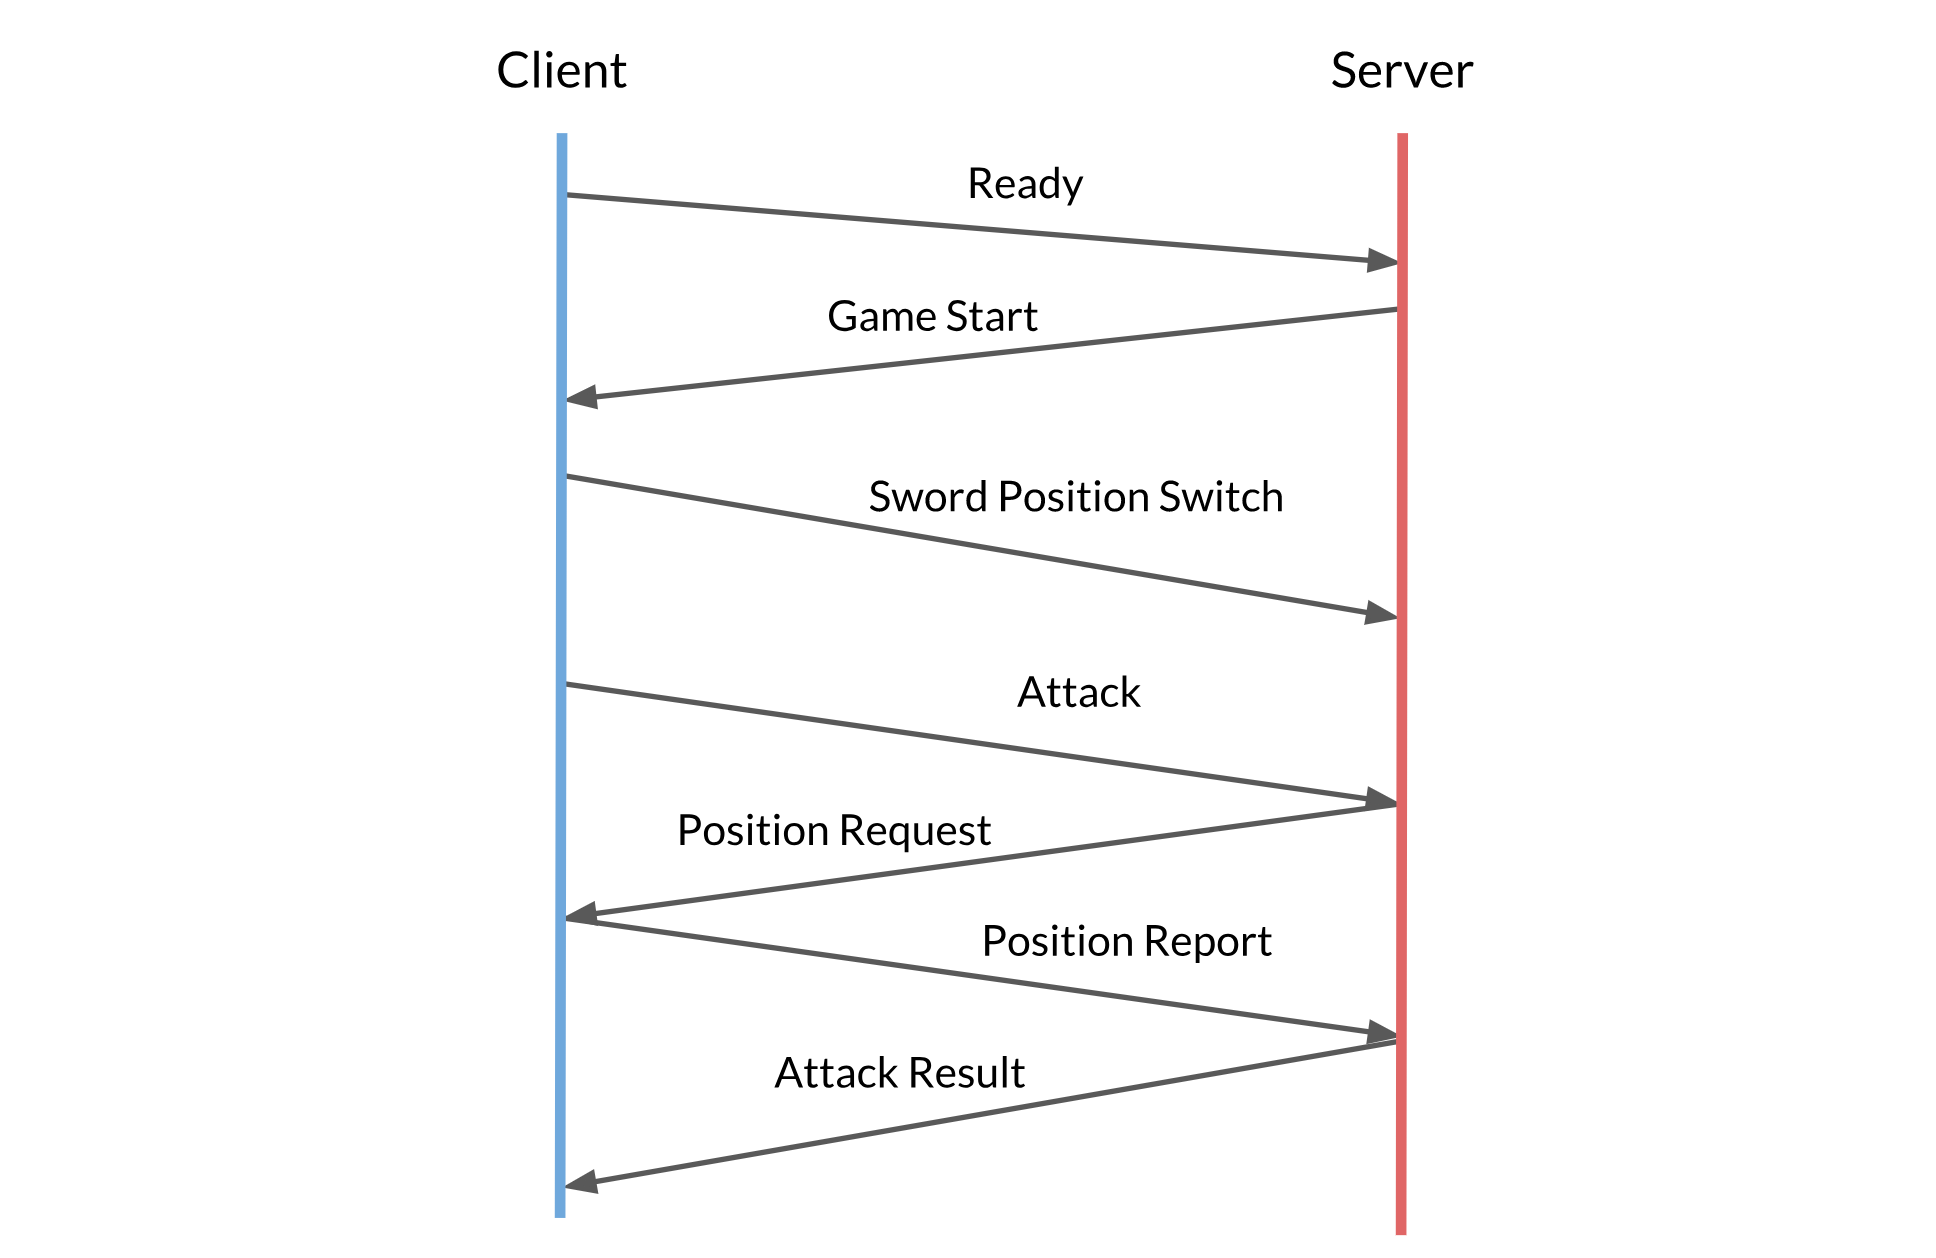 Client
Server
Ready
Game Start
Sword Position Switch
Attack
Position Request
Position Report
Attack Result